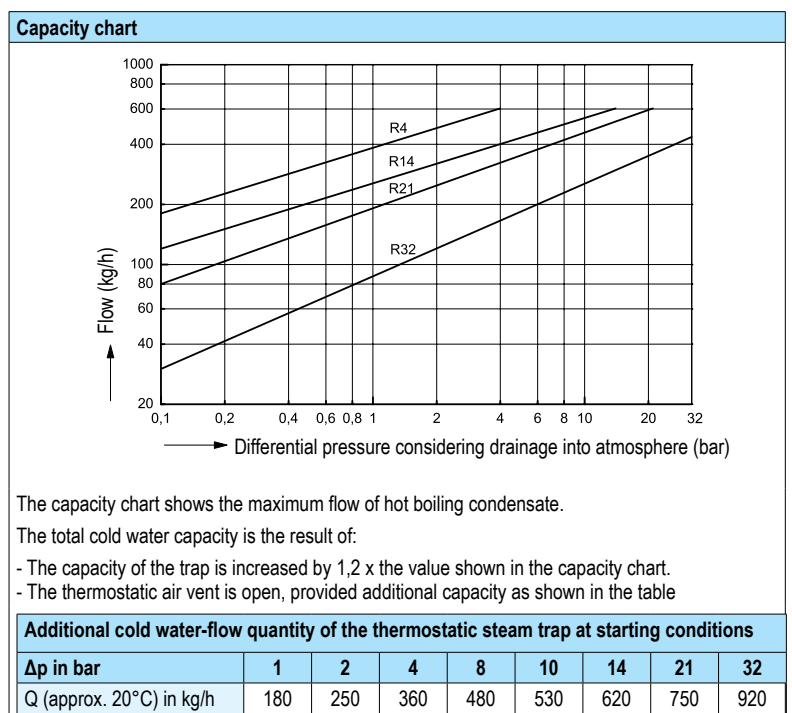 Capacity chart
1000
800
600
400
200
100
80
60
40
20
Flow (kg/h)
R4
R14
R21
R32
0,1 0,2 0,4 0,6 0,8 1 2 4 6 8 10 20 32
Differential pressure considering drainage into atmosphere (bar)
The capacity chart shows the maximum flow of hot boiling condensate.
The total cold water capacity is the result of:
- The capacity of the trap is increased by 1,2 x the value shown in the capacity chart.
- The thermostatic air vent is open, provided additional capacity as shown in the table
Additional cold water-flow quantity of the thermostatic steam trap at starting conditions
Δp in bar 1 2 4 8 10 14 21 32
Q (approx. 20°C) in kg/h 180 250 360 480 530 620 750 920